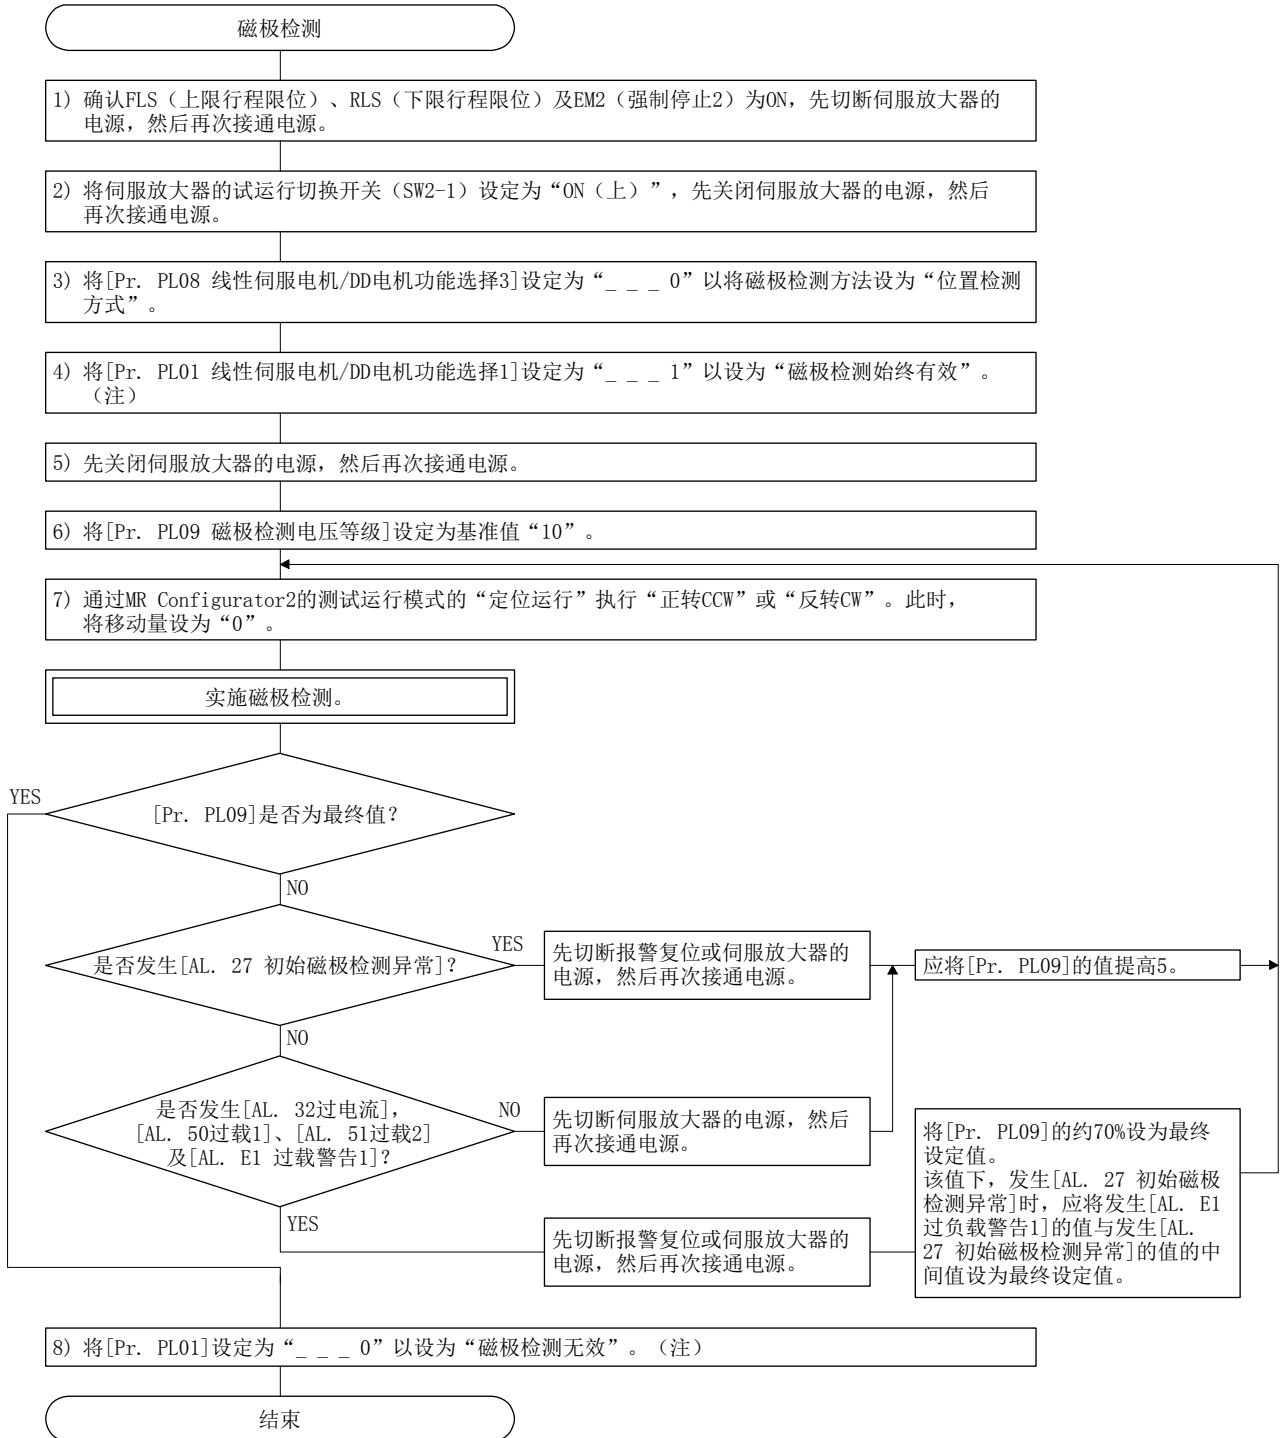 磁极检测
1) 确认FLS（上限行程限位）、RLS（下限行程限位）及EM2（强制停止2）为ON，先切断伺服放大器的
电源，然后再次接通电源。
2) 将伺服放大器的试运行切换开关（SW2-1）设定为“ON（上）”，先关闭伺服放大器的电源，然后
再次接通电源。
3) 将[Pr. PL08 线性伺服电机/DD电机功能选择3]设定为“_ _ _ 0”以将磁极检测方法设为“位置检测
方式”。
4) 将[Pr. PL01 线性伺服电机/DD电机功能选择1]设定为“_ _ _ 1”以设为“磁极检测始终有效”。
（注）
5) 先关闭伺服放大器的电源，然后再次接通电源。
6) 将[Pr. PL09 磁极检测电压等级]设定为基准值“10”。
7) 通过MR Configurator2的测试运行模式的“定位运行”执行“正转CCW”或“反转CW”。此时，
将移动量设为“0”。
实施磁极检测。
YES
[Pr. PL09]是否为最终值？
NO
是否发生[AL. 27 初始磁极检测异常]？
YES
先切断报警复位或伺服放大器的
电源，然后再次接通电源。
应将[Pr. PL09]的值提高5。
NO
是否发生[AL. 32过电流]，
[AL. 50过载1]、[AL. 51过载2]
及[AL. E1 过载警告1]？
NO
先切断伺服放大器的电源，然后
再次接通电源。
YES
先切断报警复位或伺服放大器的
电源，然后再次接通电源。
将[Pr. PL09]的约70%设为最终
设定值。
该值下，发生[AL. 27 初始磁极
检测异常]时，应将发生[AL. E1
过负载警告1]的值与发生[AL.
27 初始磁极检测异常]的值的中
间值设为最终设定值。
8) 将[Pr. PL01]设定为“_ _ _ 0”以设为“磁极检测无效”。（注）
结束